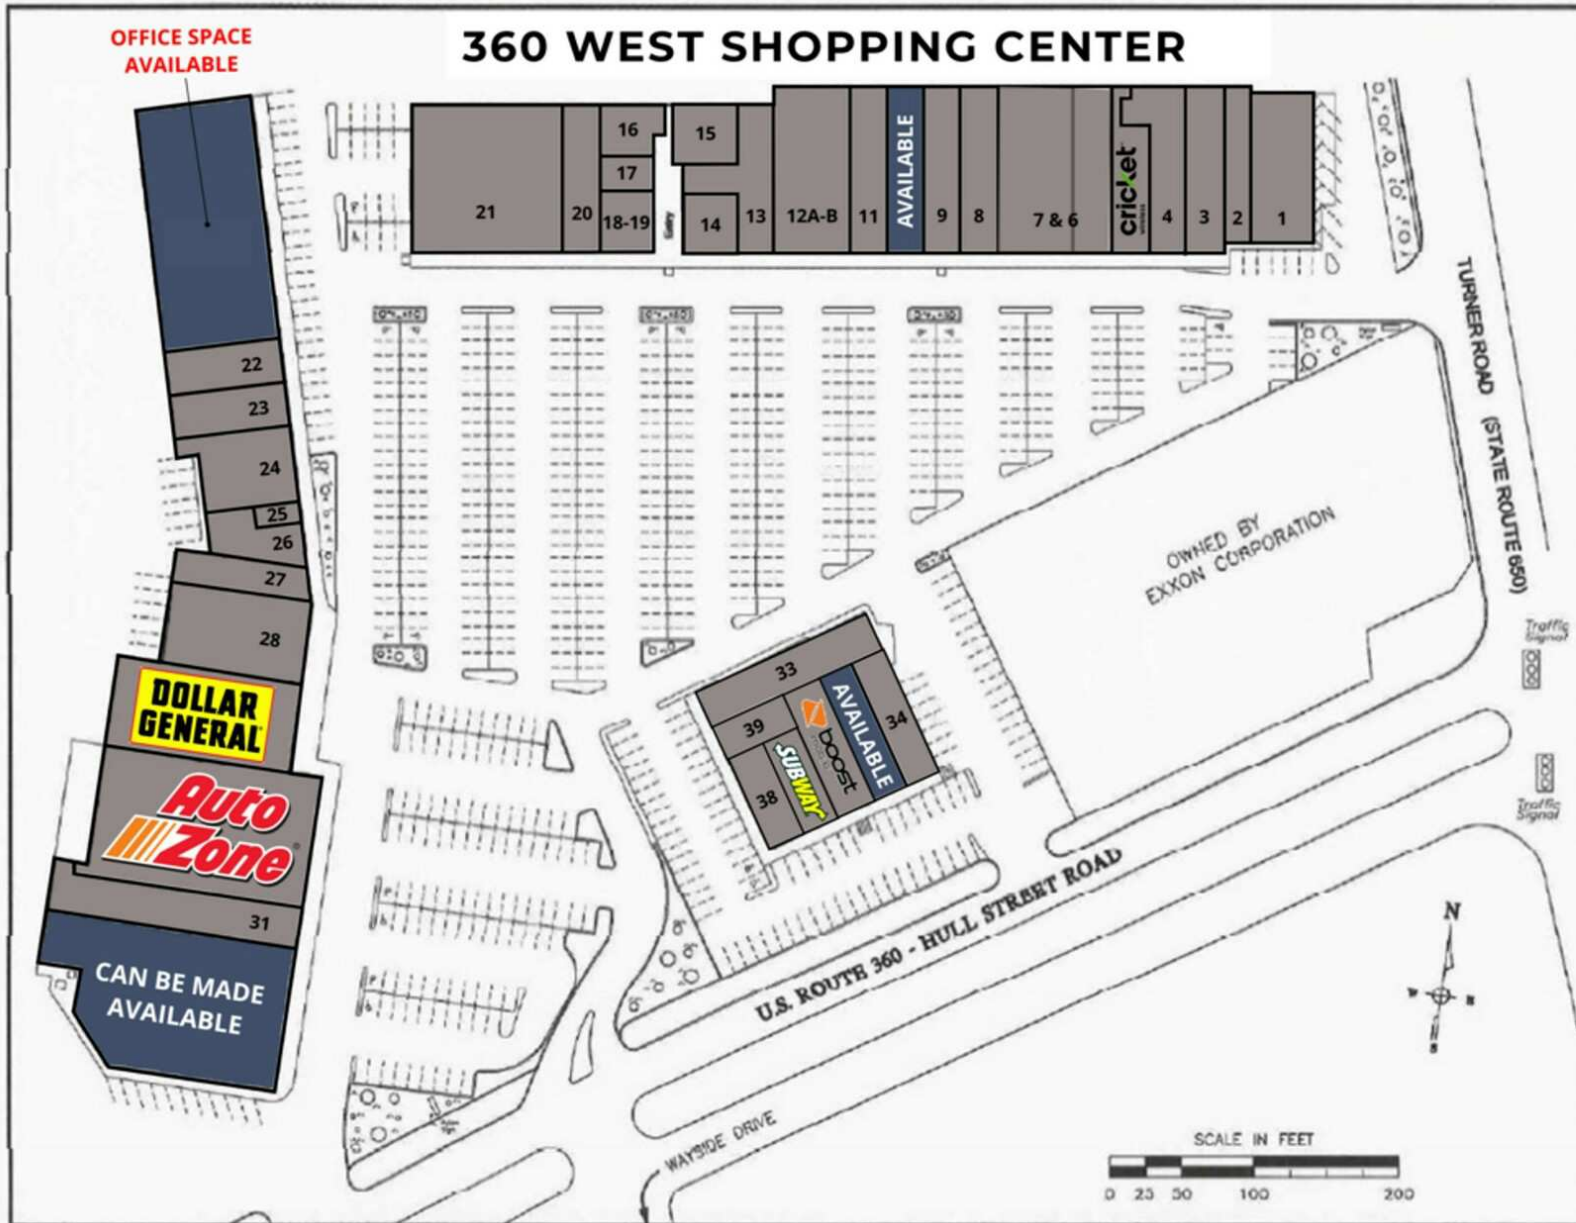 360 WEST SHOPPING CENTER
OFFICE SPACE
AVAILABLE
21
20
16
17
18-19
Entry
15
14
13
12A-B
11
AVAILABLE
9
8
7 & 6
cricket
wireless
4
3
2
1
22
23
24
25
26
27
28
DOLLAR
GENERAL
Auto
Zone
31
CAN BE MADE
AVAILABLE
33
39
38
SUBWAY
boost
AVAILABLE
34
OWNED BY
EXXON CORPORATION
TURNER ROAD (STATE ROUTE 650)
Traffic
Signal
Traffic
Signal
U.S. ROUTE 360 - HULL STREET ROAD
WAYSIDE DRIVE
N
W
S
SCALE IN FEET
0 25 50 100 200